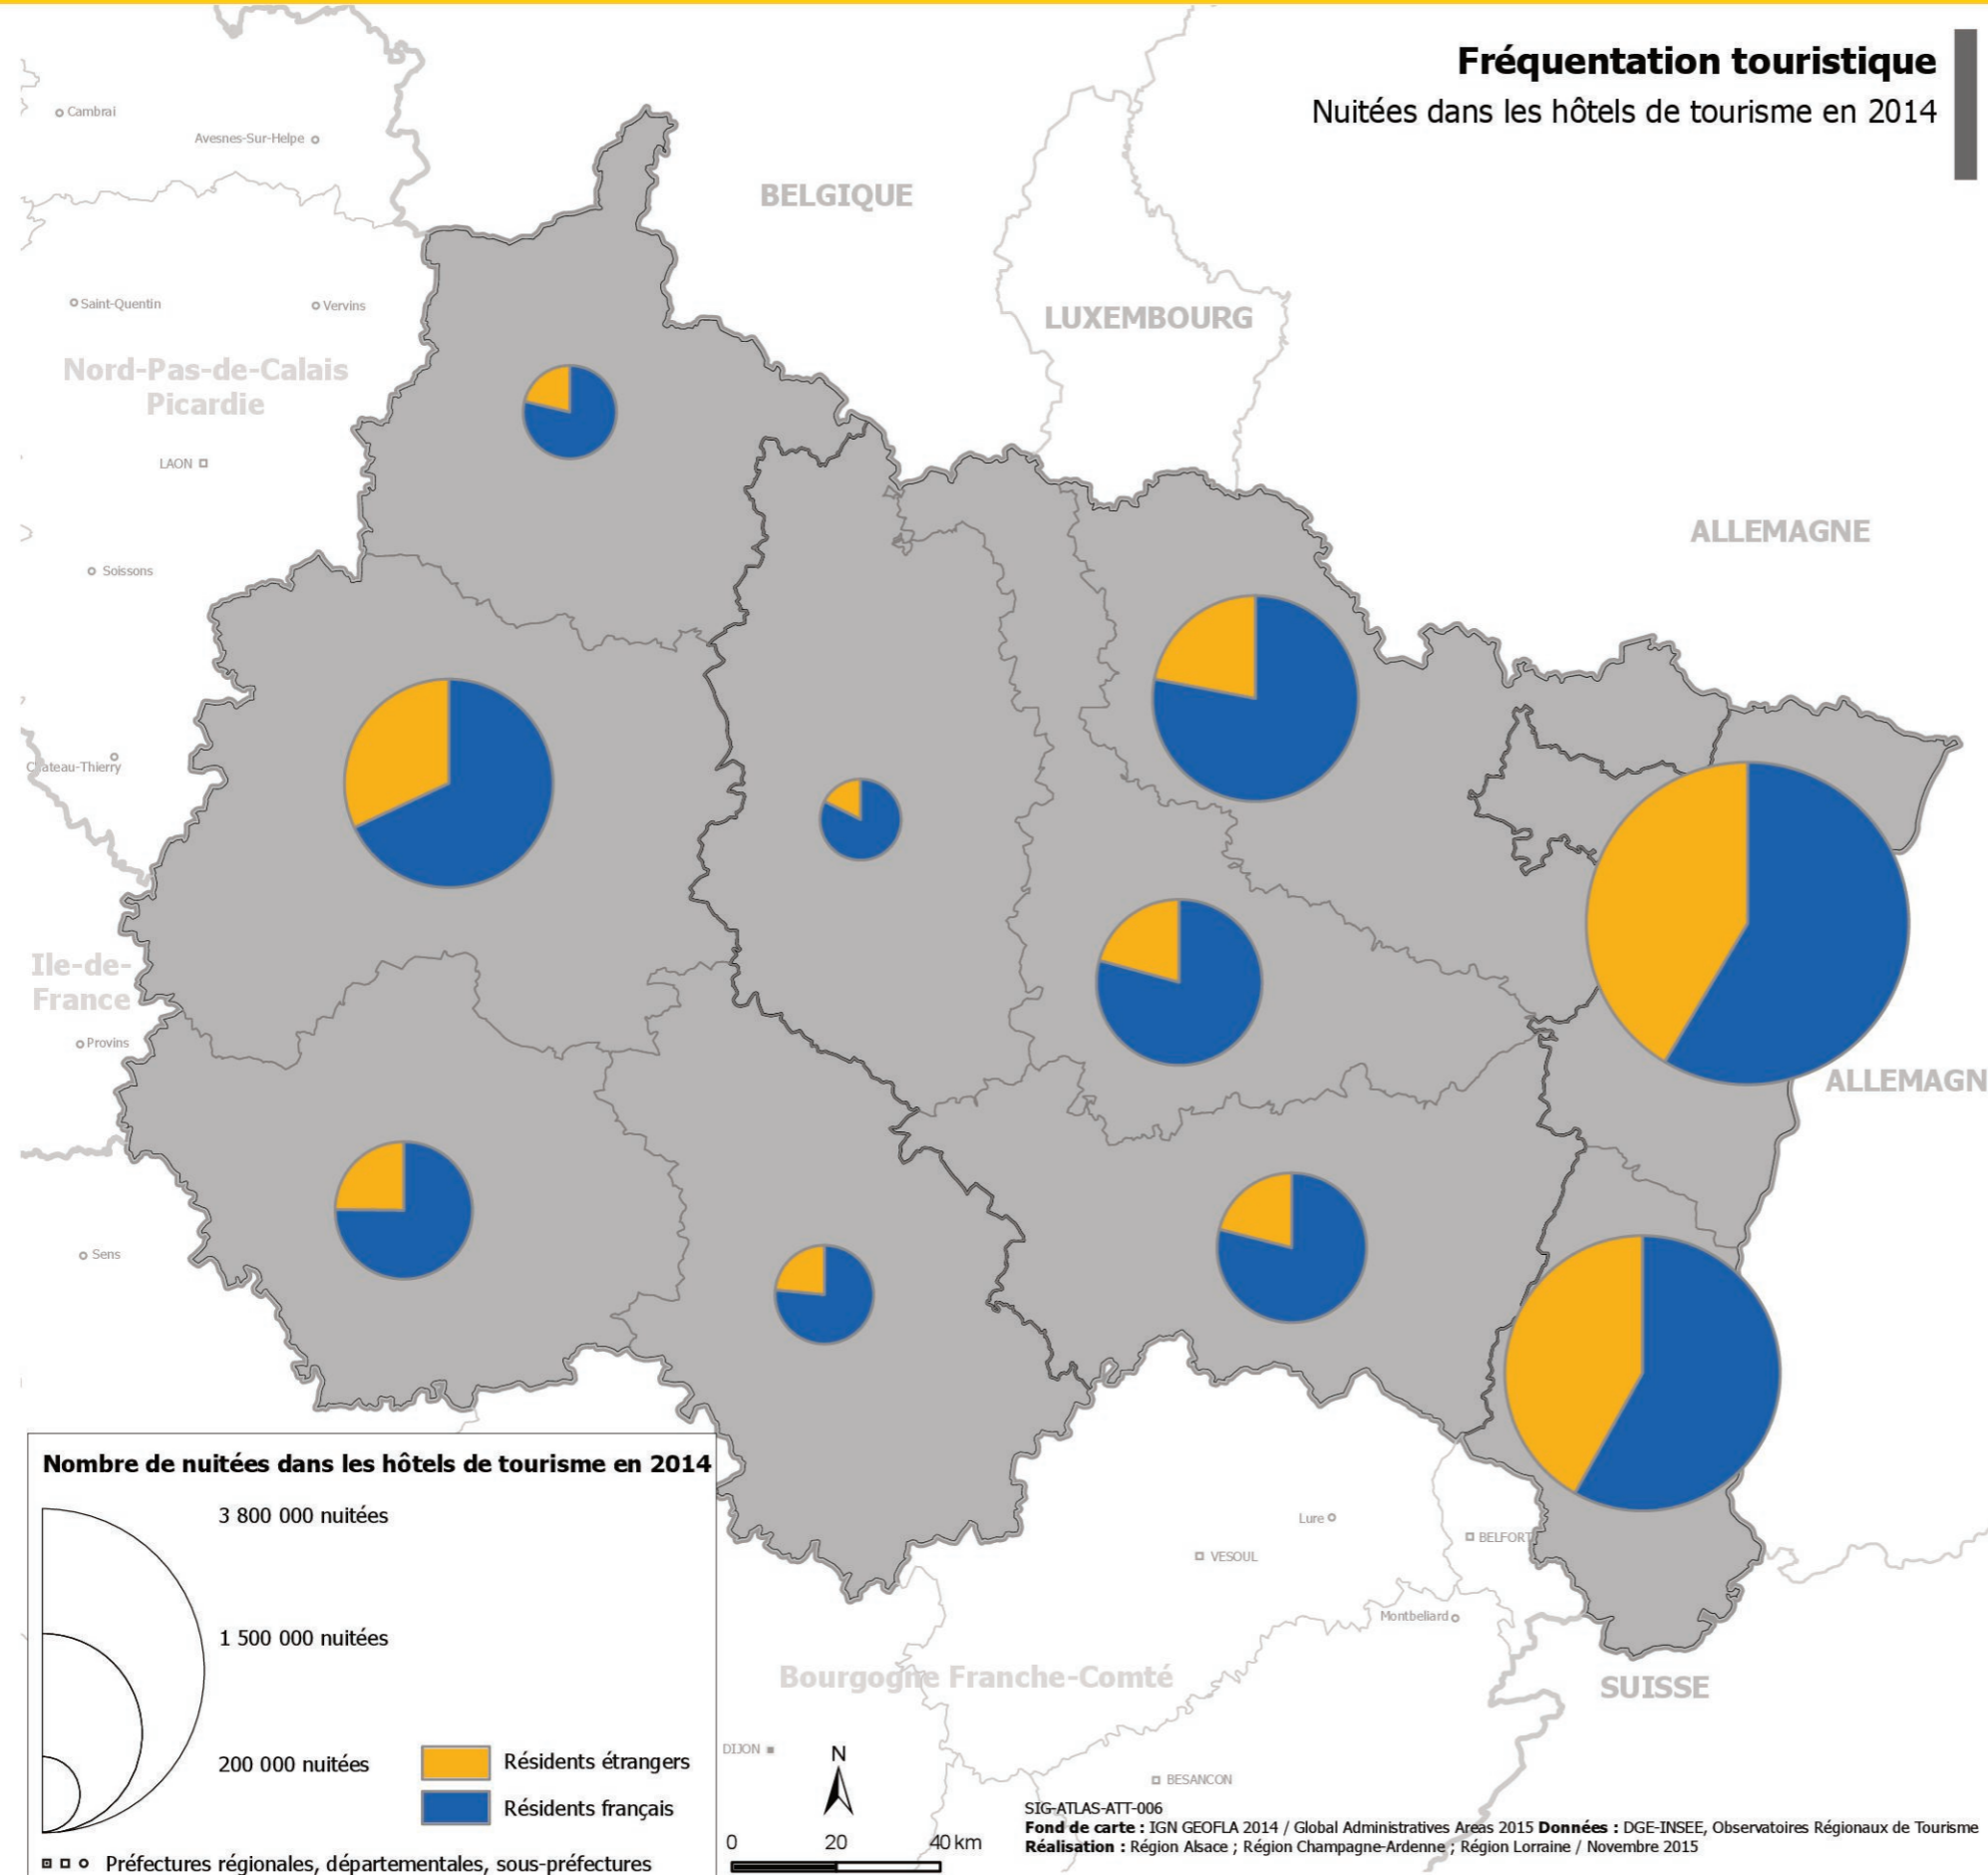 Fréquentation touristique
Nuitées dans les hôtels de tourisme en 2014
Cambrai
Avesnes-Sur-Helpe
BELGIQUE
Saint-Quentin
Vervins
LUXEMBOURG
Nord-Pas-de-Calais
Picardie
LAON
ALLEMAGNE
Soissons
Chateau-Thierry
Ile-de-
France
Provins
ALLEMAGN
Sens
Nombre de nuitées dans les hôtels de tourisme en 2014
3 800 000 nuitées
1 500 000 nuitées
200 000 nuitées
Résidents étrangers
Résidents français
Préfectures régionales, départementales, sous-préfectures
Lure
BELFORT
VESOUL
Montbeliard
Bourgogne Franche-Comté
SUISSE
DIJON
N
BESANCON
0 20 40 km
SIG-ATLAS-ATT-006
Fond de carte : IGN GEOFLA 2014 / Global Administratives Areas 2015 Données : DGE-INSEE, Observatoires Régionaux de Tourisme
Réalisation : Région Alsace ; Région Champagne-Ardenne ; Région Lorraine / Novembre 2015